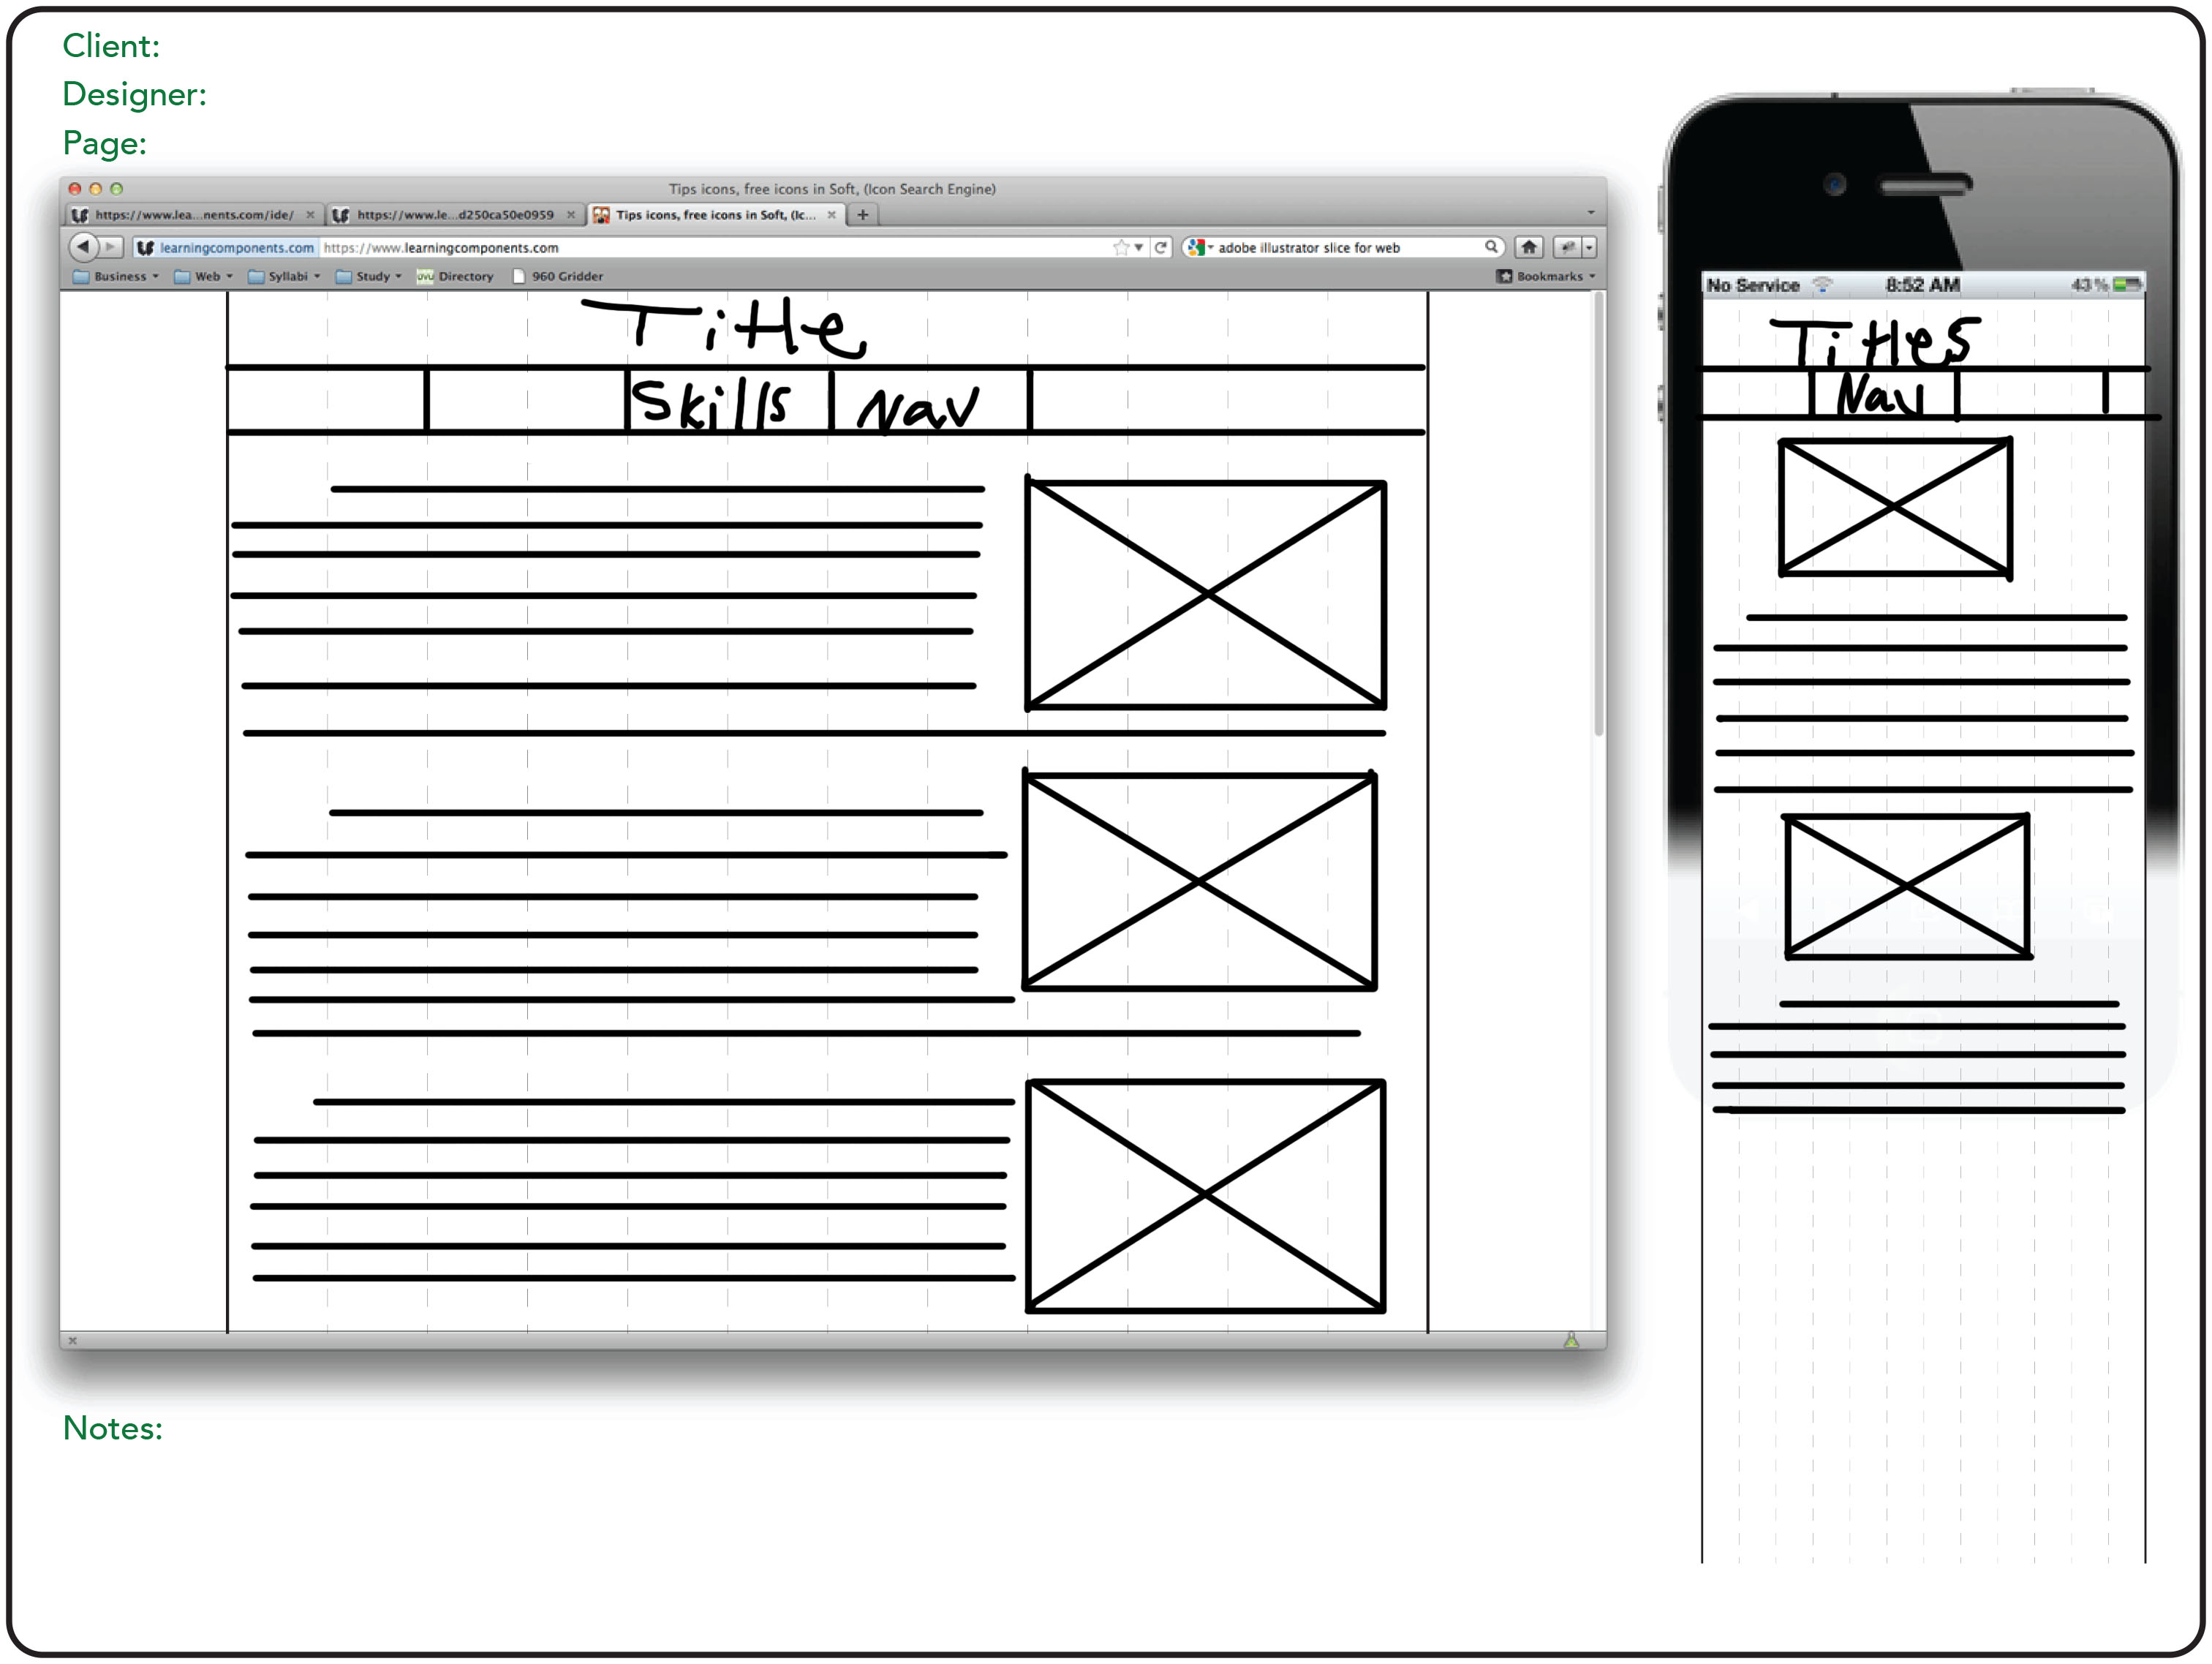 Client:
Designer:
Page:
Tips icons, free icons in Soft, (Icon Search Engine)
https://www.lea...nents.com/ide/ https://www.le...d250ca50e0959 Tips icons, free icons in Soft, (Ic...
learningcomponents.com https://www.learningcomponents.com adobe illustrator slice for web
Business Web Syllabi Study ovu Directory 960 Gridder Bookmarks
Title
Skills Nav
No Service 8:52 AM 43%
Titles
Nav
Notes: